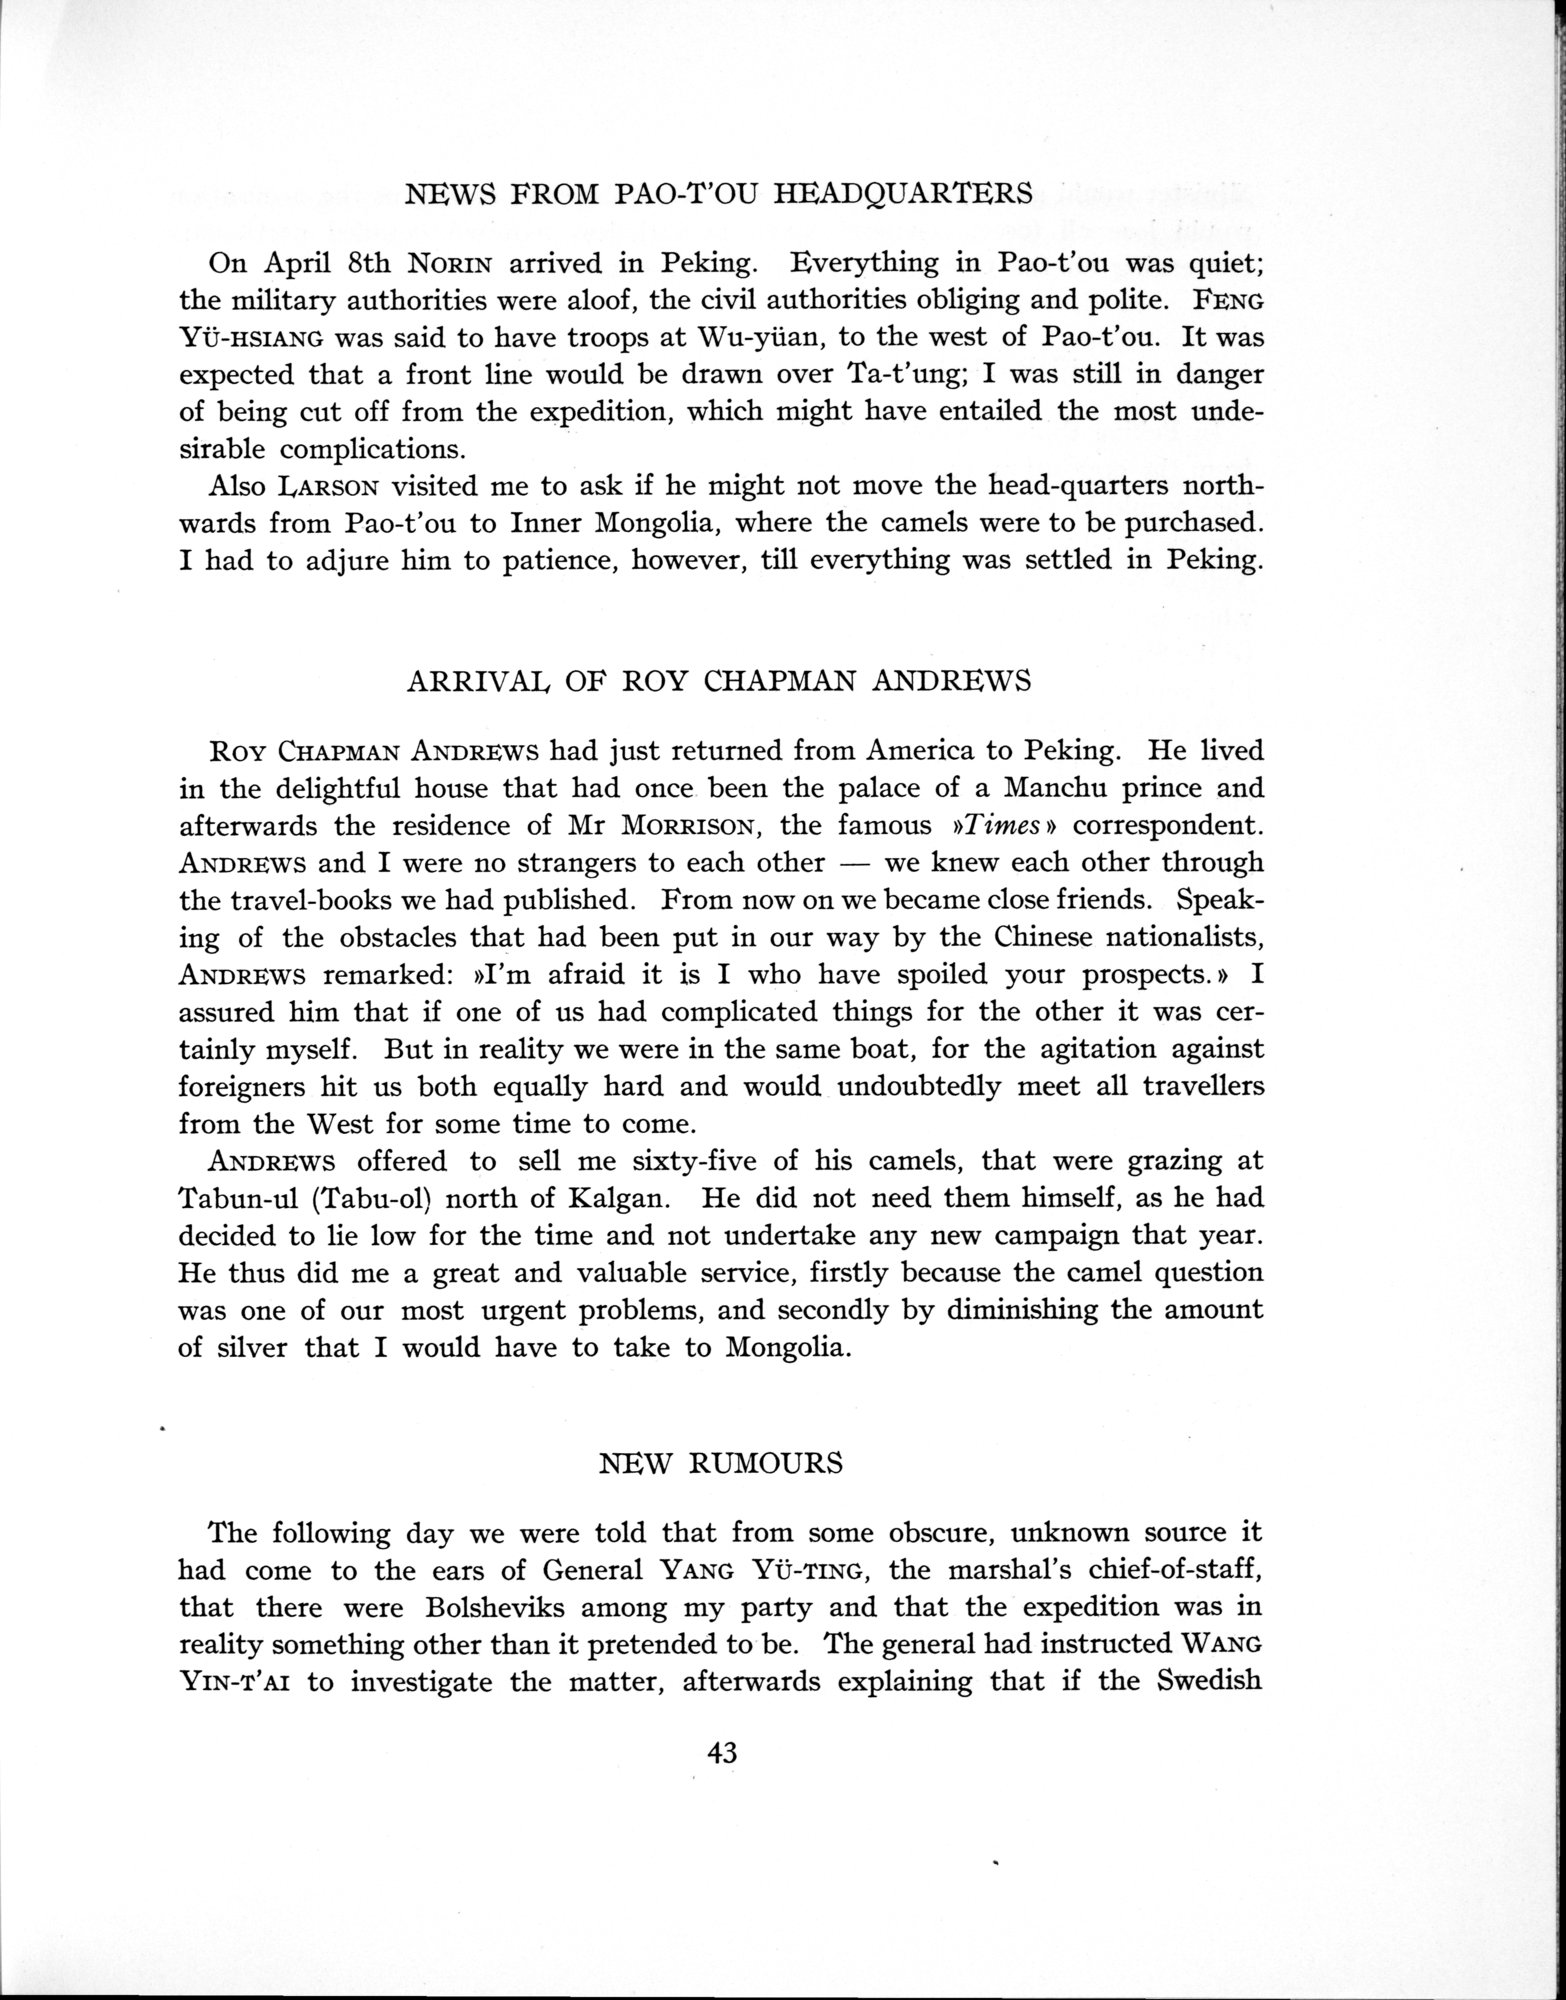 NEWS FROM PAO-T'OU HEADQUARTERS
On April 8th NORIN arrived in Peking. Everything in Pao-t'ou was quiet;
the military authorities were aloof, the civil authorities obliging and polite. FENG
YÜ-HSIANG was said to have troops at Wu-yüan, to the west of Pao-t'ou. It was
expected that a front line would be drawn over Ta-t'ung; I was still in danger
of being cut off from the expedition, which might have entailed the most unde-
sirable complications.
Also LARSON visited me to ask if he might not move the head-quarters north-
wards from Pao-t'ou to Inner Mongolia, where the camels were to be purchased.
I had to adjure him to patience, however, till everything was settled in Peking.
ARRIVAL OF ROY CHAPMAN ANDREWS
ROY CHAPMAN ANDREWS had just returned from America to Peking. He lived
in the delightful house that had once been the palace of a Manchu prince and
afterwards the residence of Mr MORRISON, the famous »Times» correspondent.
ANDREWS and I were no strangers to each other — we knew each other through
the travel-books we had published. From now on we became close friends. Speak-
ing of the obstacles that had been put in our way by the Chinese nationalists,
ANDREWS remarked: »I'm afraid it is I who have spoiled your prospects.» I
assured him that if one of us had complicated things for the other it was cer-
tainly myself. But in reality we were in the same boat, for the agitation against
foreigners hit us both equally hard and would undoubtedly meet all travellers
from the West for some time to come.
ANDREWS offered to sell me sixty-five of his camels, that were grazing at
Tabun-ul (Tabu-ol) north of Kalgan. He did not need them himself, as he had
decided to lie low for the time and not undertake any new campaign that year.
He thus did me a great and valuable service, firstly because the camel question
was one of our most urgent problems, and secondly by diminishing the amount
of silver that I would have to take to Mongolia.
NEW RUMOURS
The following day we were told that from some obscure, unknown source it
had come to the ears of General YANG YÜ-TING, the marshal's chief-of-staff,
that there were Bolsheviks among my party and that the expedition was in
reality something other than it pretended to be. The general had instructed WANG
YIN-T'AI to investigate the matter, afterwards explaining that if the Swedish
43